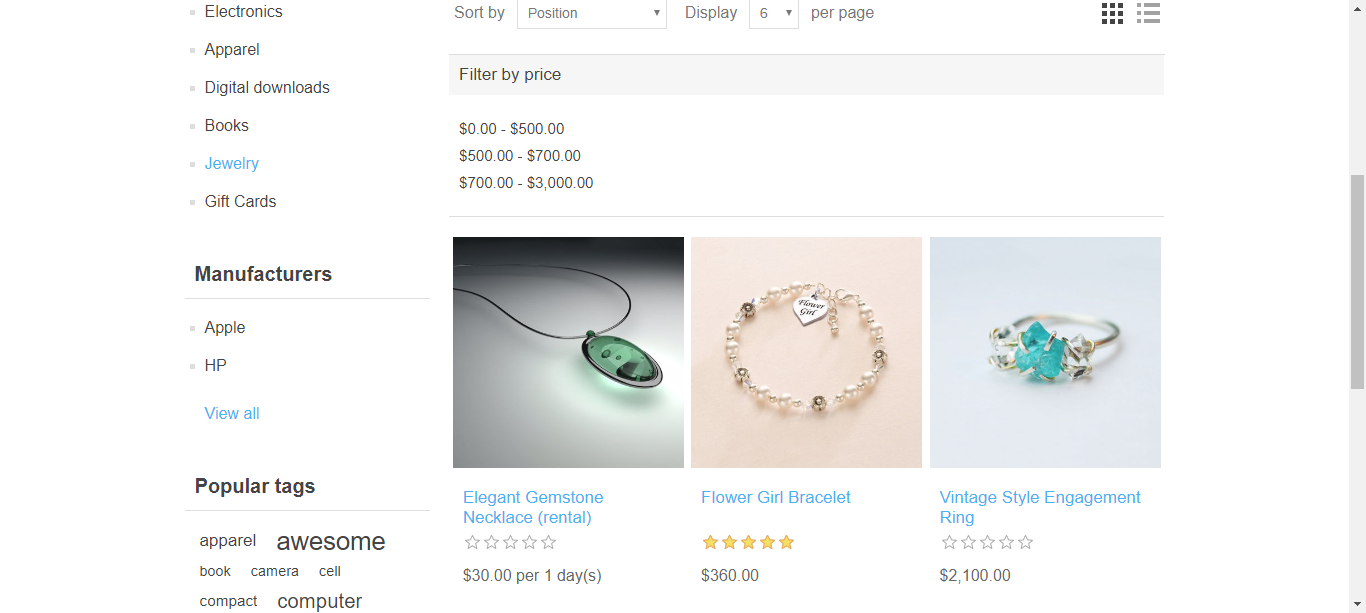 Electronics
Apparel
Digital downloads
Books
Jewelry
Gift Cards
Manufacturers
Apple
HP
View all
Popular tags
apparel awesome
book camera cell
compact computer
Sort by Position Display 6 per page
Filter by price
$0.00 - $500.00
$500.00 - $700.00
$700.00 - $3,000.00
Flower
Girl
Elegant Gemstone
Necklace (rental)
$30.00 per 1 day(s)
Flower Girl Bracelet
$360.00
Vintage Style Engagement
Ring
$2,100.00